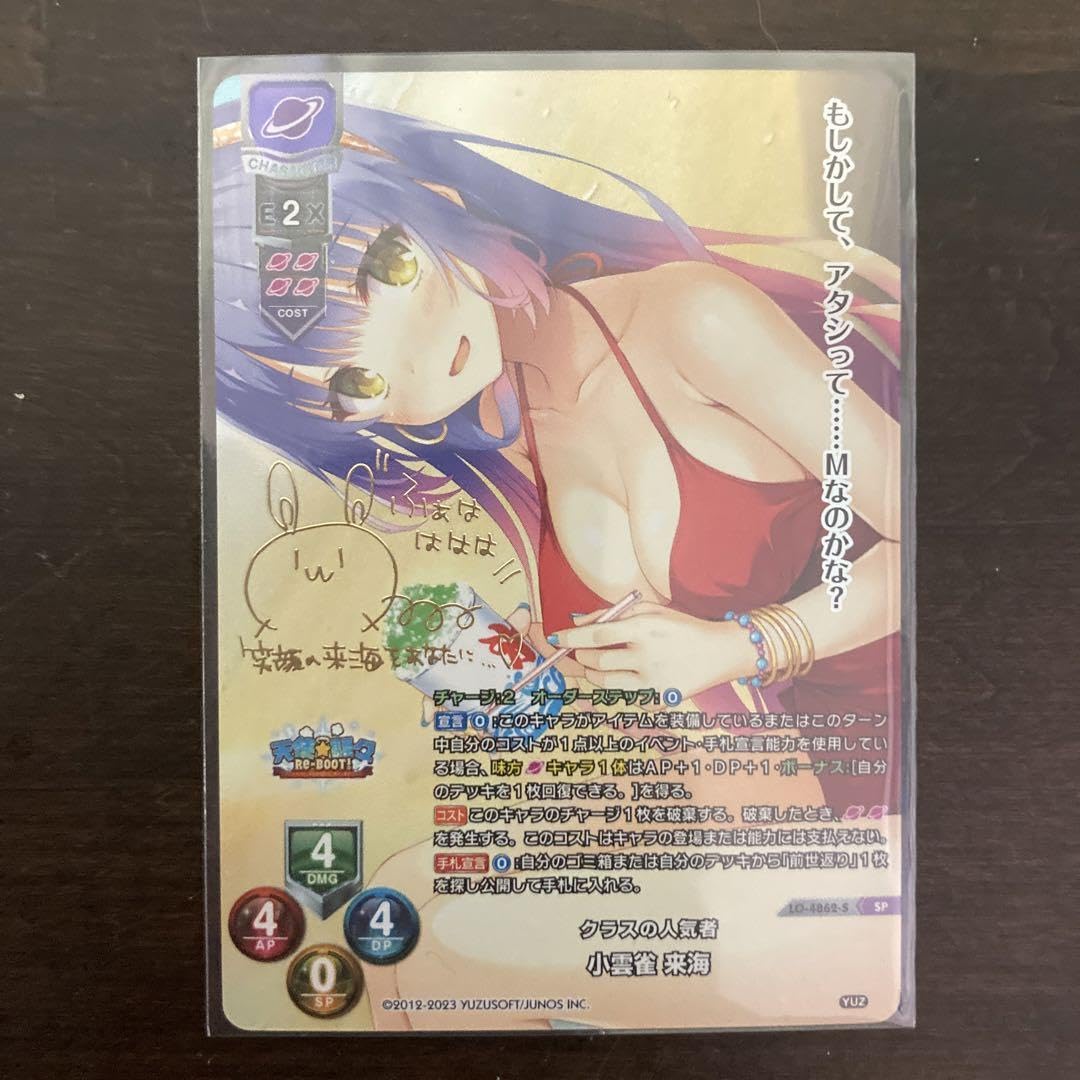 CHARACTER
E 2 X
COST
もしかして、アタシって……Mなのかな?
ふぁは
ははは
笑顔の来海をあなたに…
天色＊
RE-BOOT!
チャージ:2 オーダーステップ:0
宣言 0:このキャラがアイテムを装備しているまたはこのターン
中自分のコストが1点以上のイベント・手札宣言能力を使用してい
る場合、味方 キャラ1体はAP+1・DP+1・ボーナス:[自分
のデッキを1枚回復できる。]を得る。
コスト このキャラのチャージ1枚を破棄する。破棄したとき、
を発生する。このコストはキャラの登場または能力には支払えない。
手札宣言 0:自分のゴミ箱または自分のデッキから「前世返り」1枚
を探し公開して手札に入れる。
4
DMG
4
AP
4
DP
0
SP
LO-4862-S SP
クラスの人気者
小雲雀 来海
©2012-2023 YUZUSOFT/JUNOS INC.
YUZ